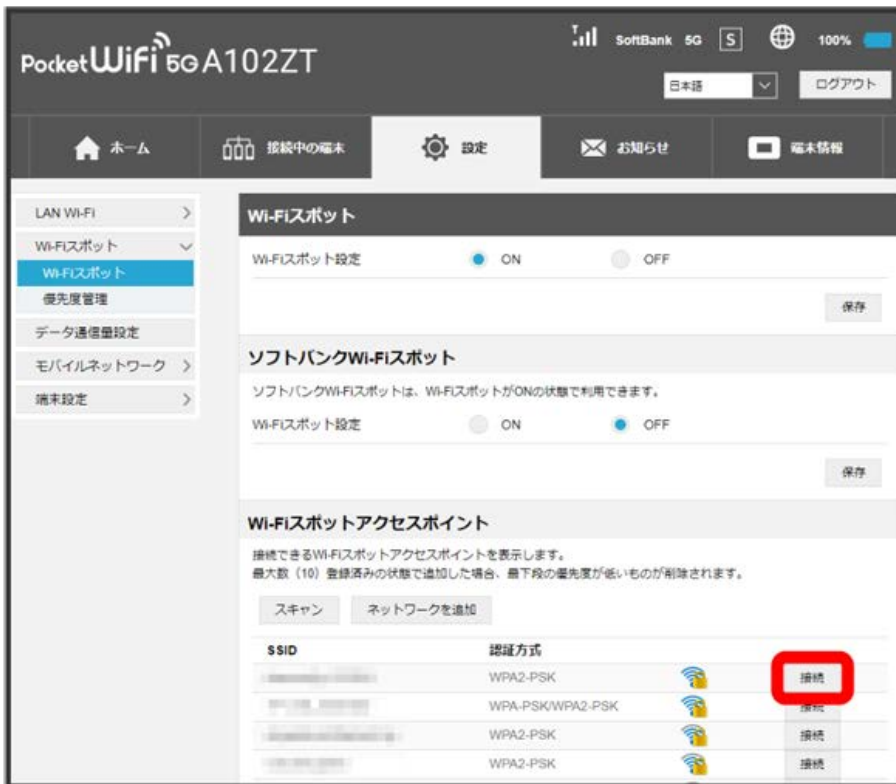 SoftBank 5G S 100%
Pocket WiFi 5G A102ZT
日本語 ログアウト
ホーム 接続中の端末 設定 お知らせ 端末情報
LAN Wi-Fi
Wi-Fiスポット
Wi-Fiスポット
優先度管理
データ通信量設定
モバイルネットワーク
端末設定
Wi-Fiスポット
Wi-Fiスポット設定 ON OFF
保存
ソフトバンクWi-Fiスポット
ソフトバンクWi-Fiスポットは、Wi-FiスポットがONの状態で利用できます。
Wi-Fiスポット設定 ON OFF
保存
Wi-Fiスポットアクセスポイント
接続できるWi-Fiスポットアクセスポイントを表示します。
最大数（10）登録済みの状態で追加した場合、最下段の優先度が低いものが削除されます。
スキャン ネットワークを追加
SSID 認証方式
WPA2-PSK 接続
WPA-PSK/WPA2-PSK 接続
WPA2-PSK 接続
WPA2-PSK 接続